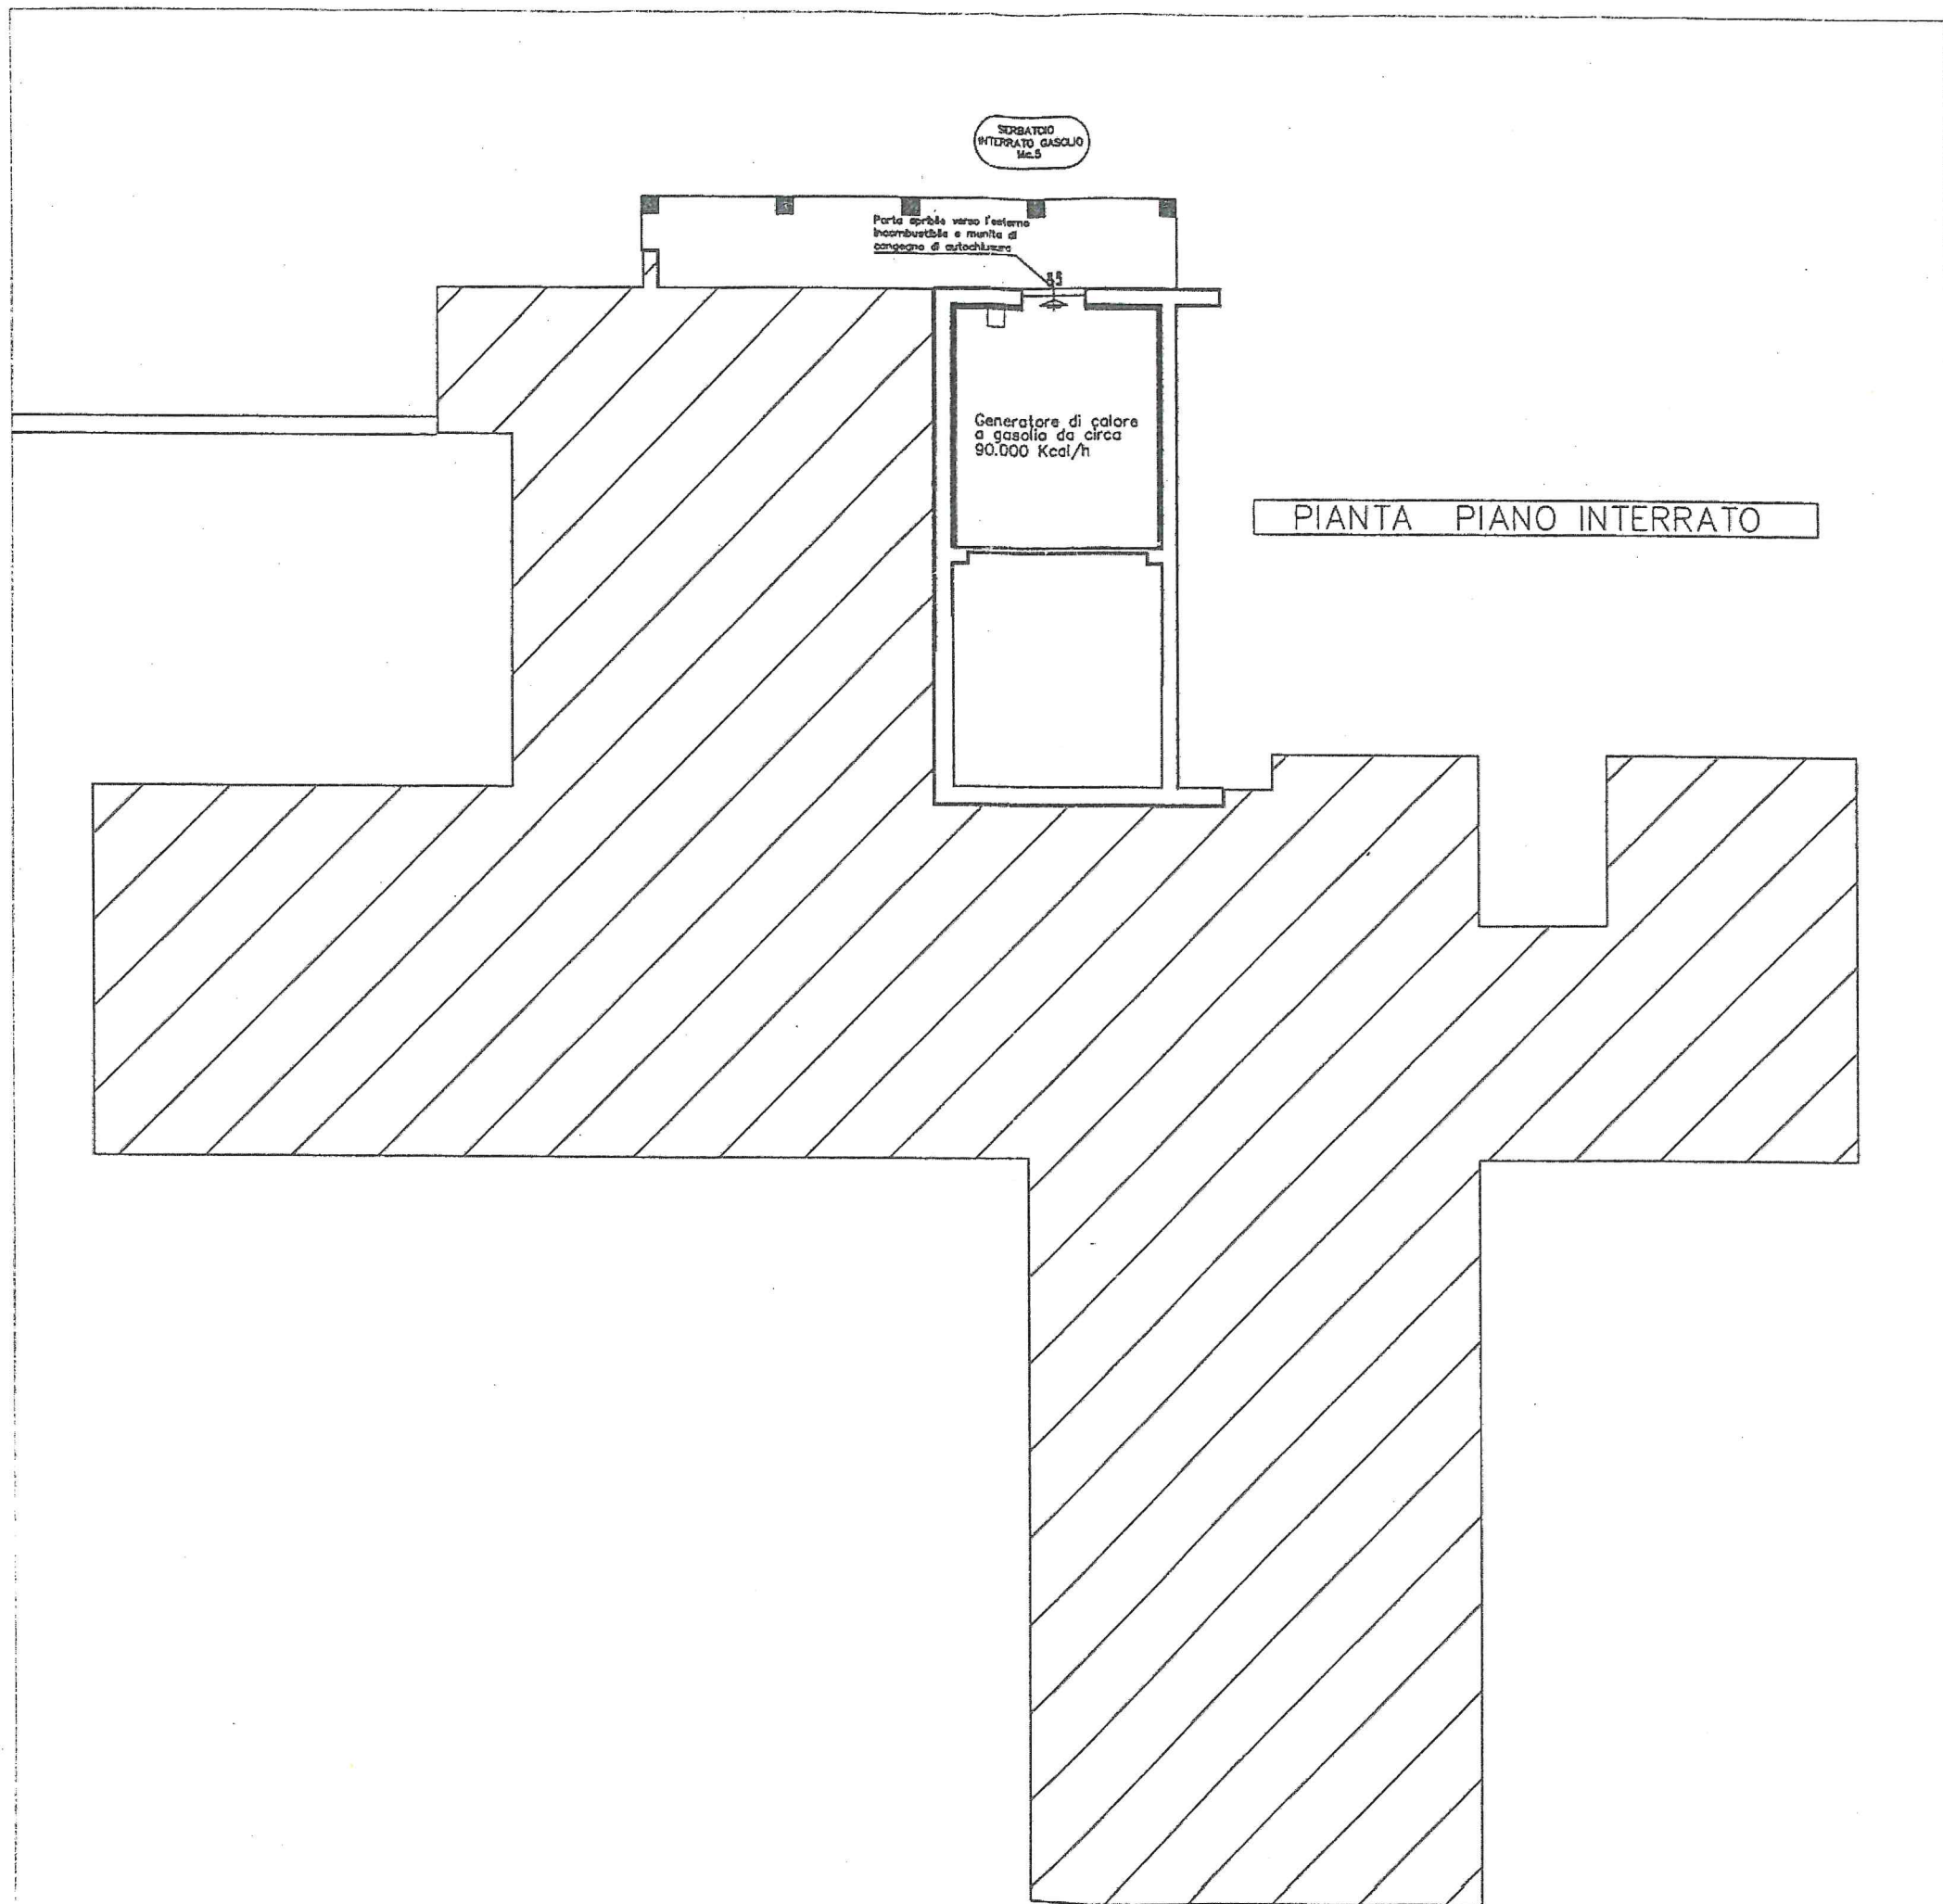 SERBATOIO
INTERRATO GASOLIO
Mc.5
Porta apribile verso l'esterno
incombustibile e munita di
congegno di autochiusura
85
Generatore di calore
a gasolio da circa
90.000 Kcal/h
PIANTA PIANO INTERRATO